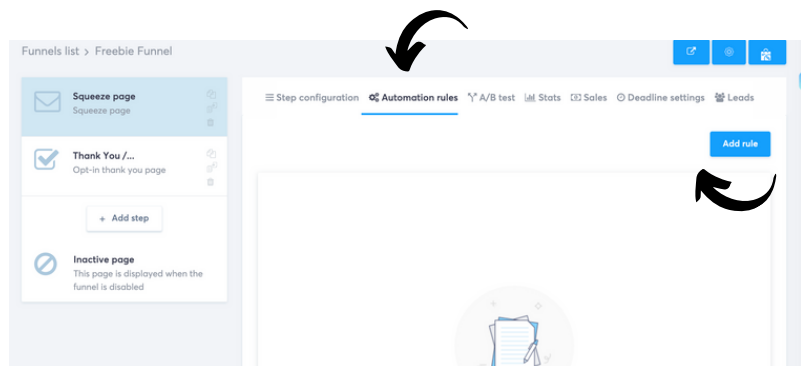 Funnels list > Freebie Funnel
Squeeze page
Squeeze page
Thank You /...
Opt-in thank you page
+ Add step
Inactive page
This page is displayed when the
funnel is disabled
Step configuration Automation rules A/B test Stats Sales Deadline settings Leads
Add rule